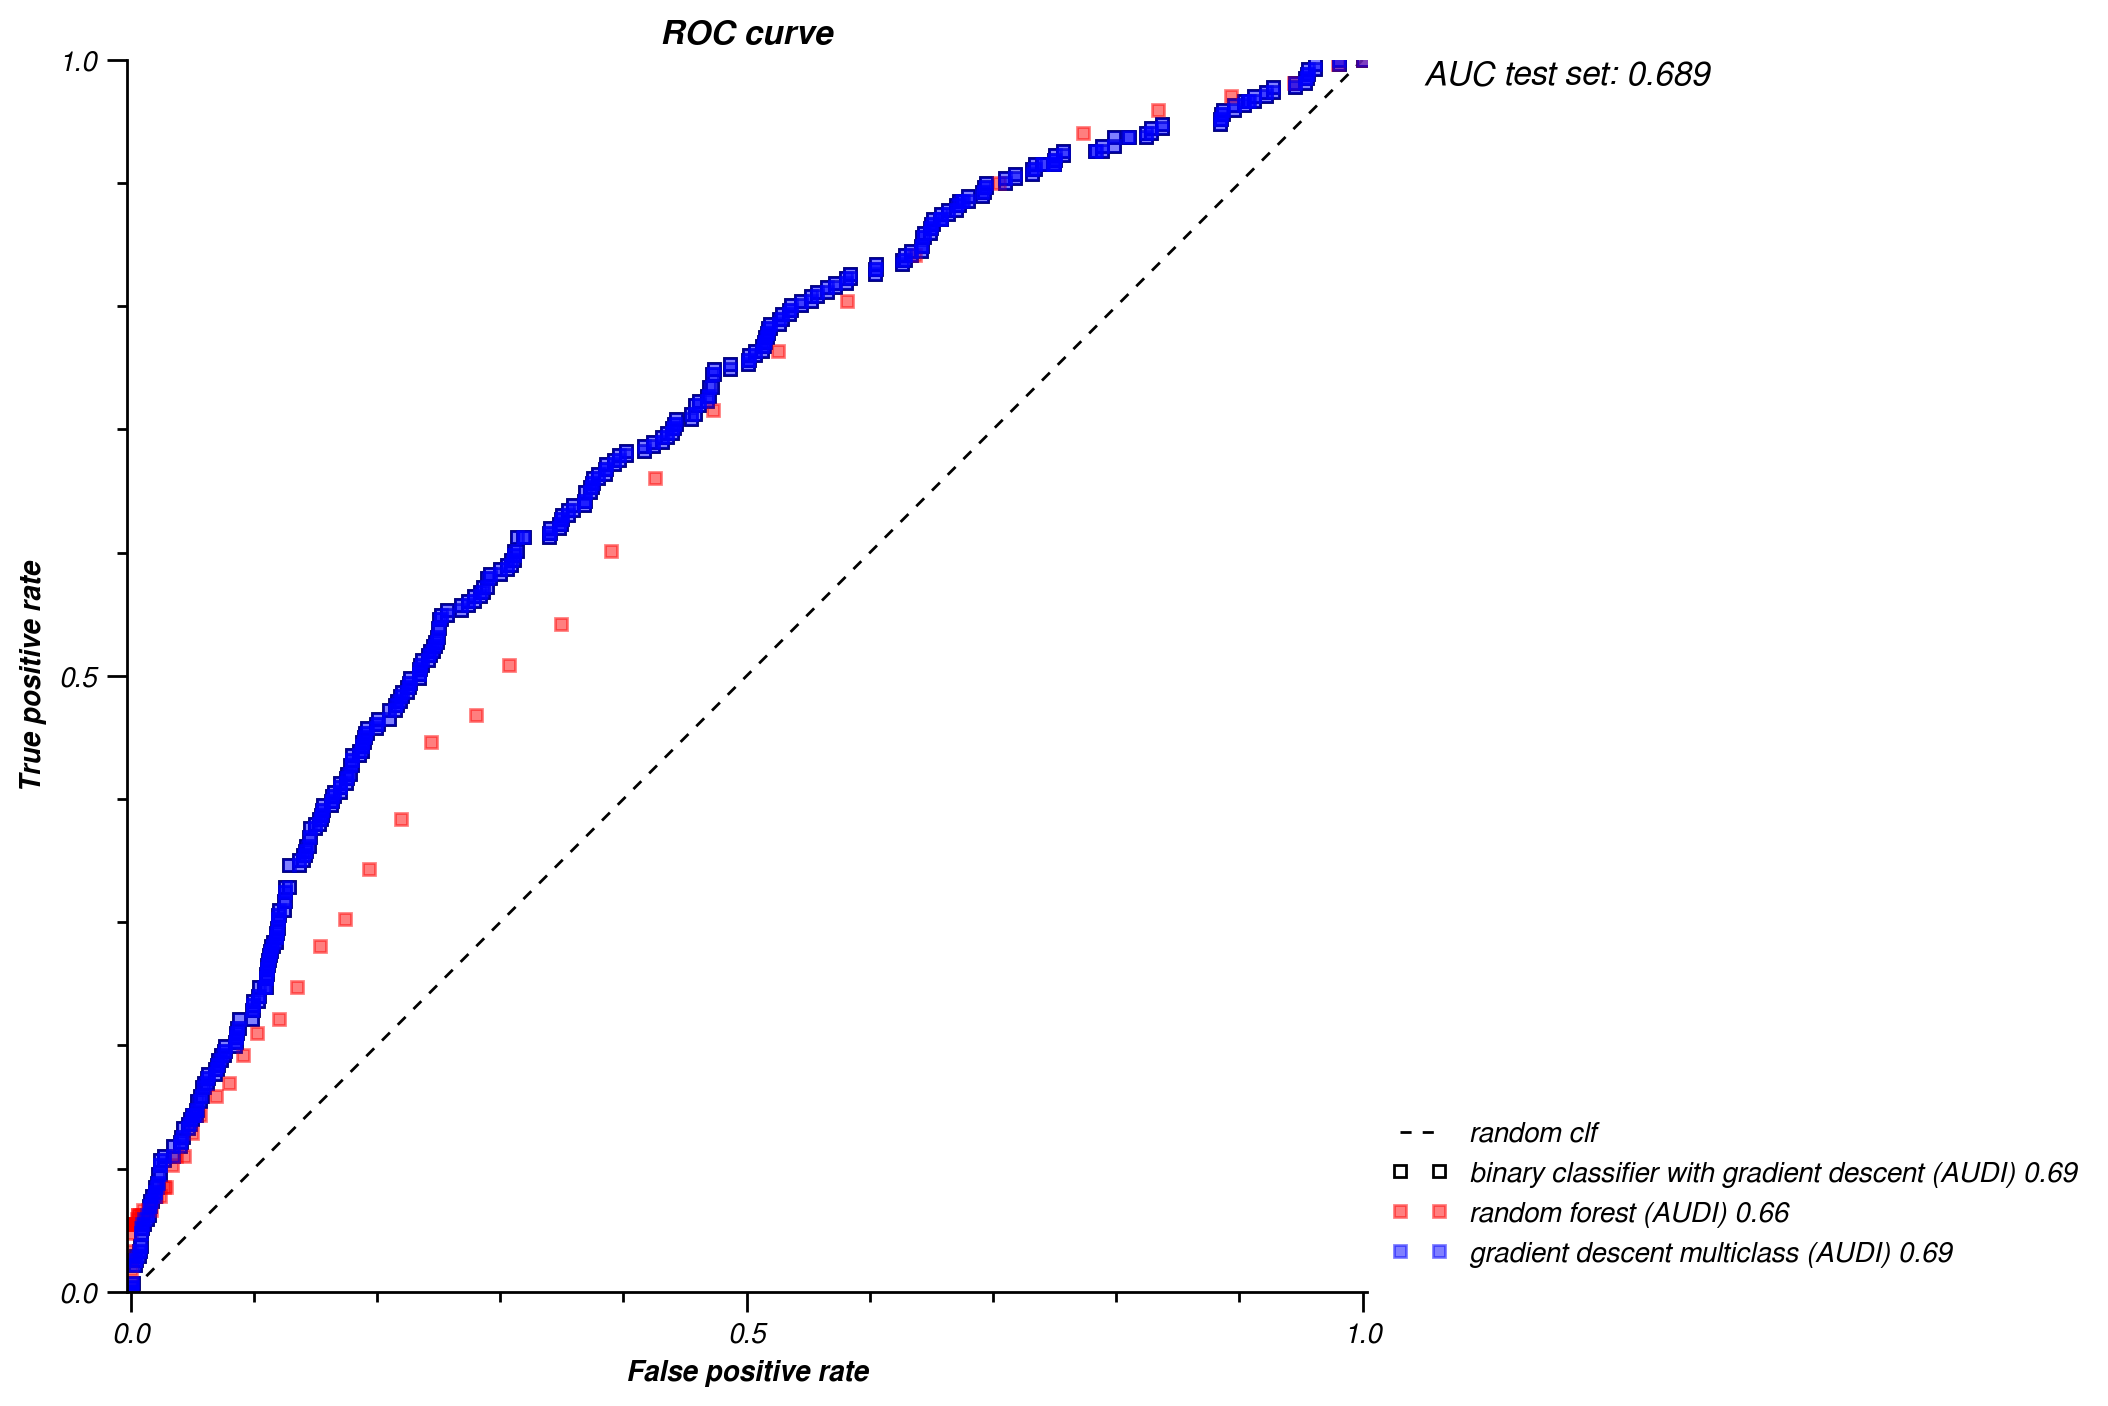 ROC curve
AUC test set: 0.689
1.0
0.5
0.0
True positive rate
0.0
0.5
1.0
False positive rate
random clf
binary classifier with gradient descent (AUDI) 0.69
random forest (AUDI) 0.66
gradient descent multiclass (AUDI) 0.69